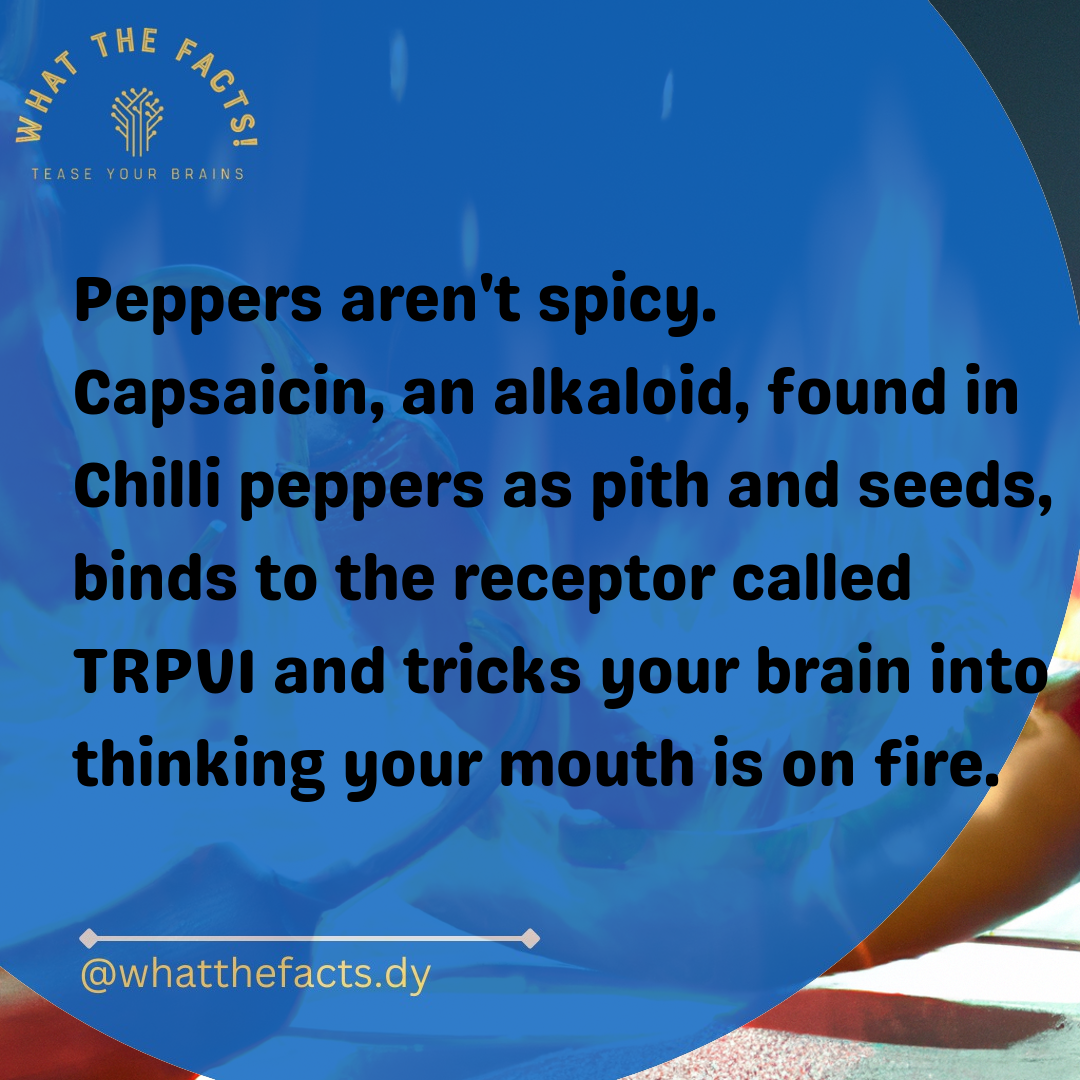 WHAT THE FACTS!
TEASE YOUR BRAINS
Peppers aren't spicy.
Capsaicin, an alkaloid, found in
Chilli peppers as pith and seeds,
binds to the receptor called
TRPVI and tricks your brain into
thinking your mouth is on fire.
@whatthefacts.dy